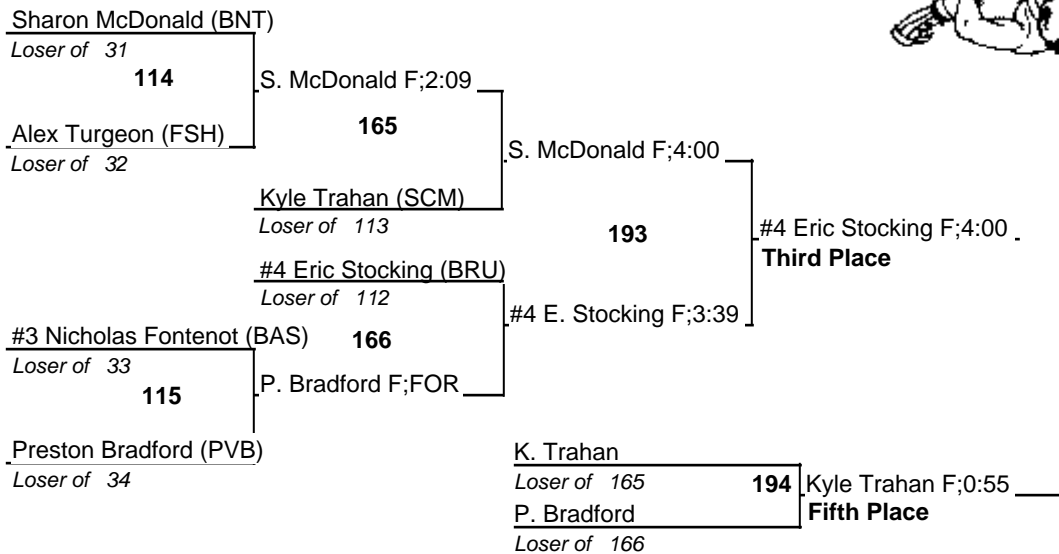 Sharon McDonald (BNT)
Loser of 31
114
S. McDonald F;2:09
Alex Turgeon (FSH)
Loser of 32
165
S. McDonald F;4:00
Kyle Trahan (SCM)
Loser of 113
193
#4 Eric Stocking F;4:00
Third Place
#4 Eric Stocking (BRU)
Loser of 112
#4 E. Stocking F;3:39
#3 Nicholas Fontenot (BAS)
166
Loser of 33
115
P. Bradford F;FOR
Preston Bradford (PVB)
Loser of 34
K. Trahan
Loser of 165
194
Kyle Trahan F;0:55
P. Bradford
Fifth Place
Loser of 166